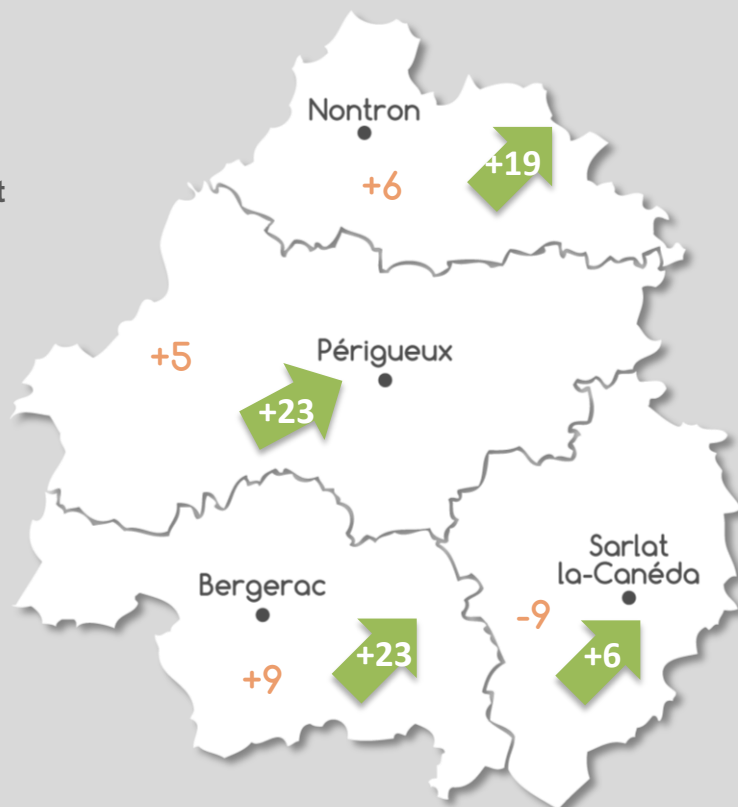 Nontron
+19
+6
t
Périgueux
+5
+23
Sarlat
la-Canéda
-9
+6
Bergerac
+23
+9